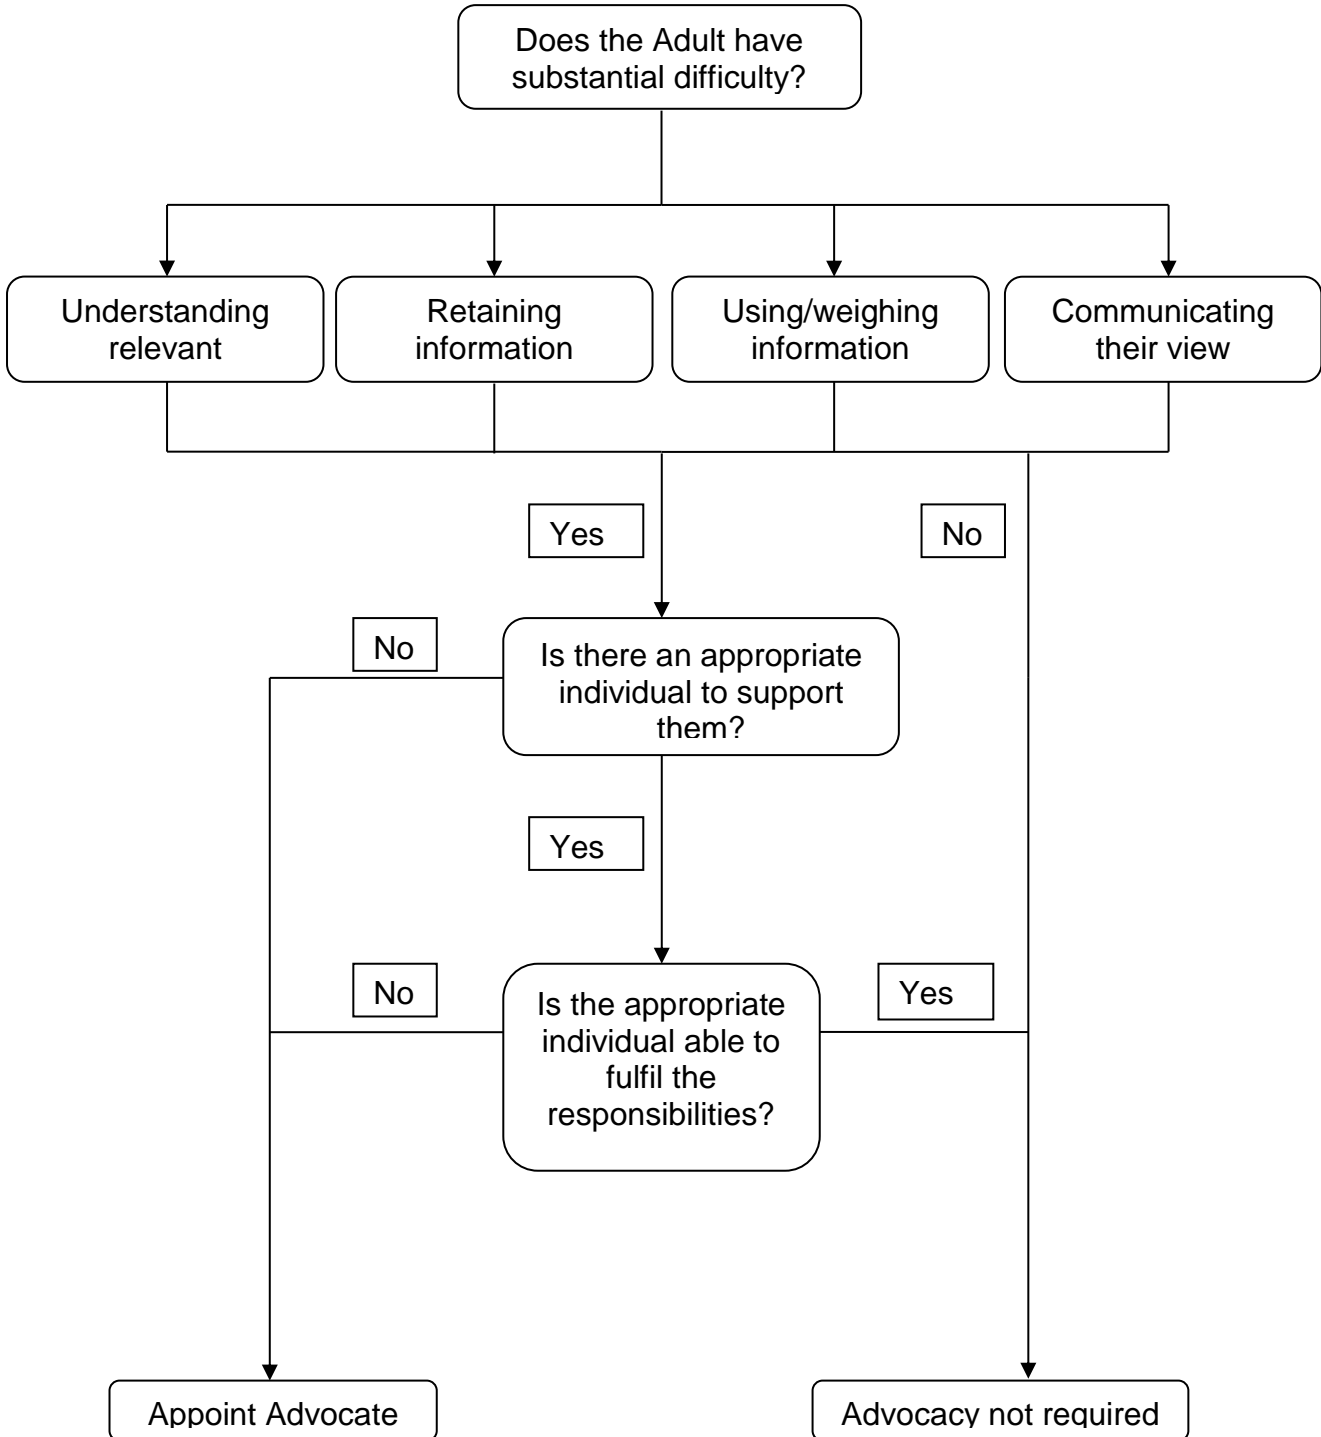 Does the Adult have
substantial difficulty?
Understanding
relevant
Retaining
information
Using/weighing
information
Communicating
their view
Yes
No
No
Is there an appropriate
individual to support
them?
Yes
No
Is the appropriate
individual able to
fulfil the
responsibilities?
Yes
Appoint Advocate
Advocacy not required